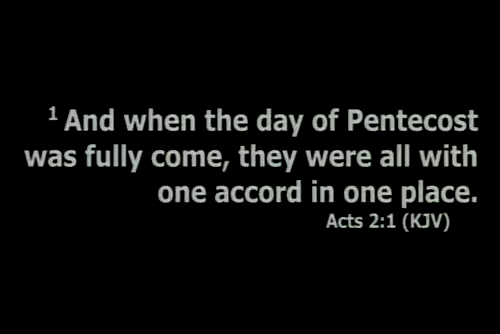 ¹ And when the day of Pentecost
was fully come, they were all with
one accord in one place.
Acts 2:1 (KJV)